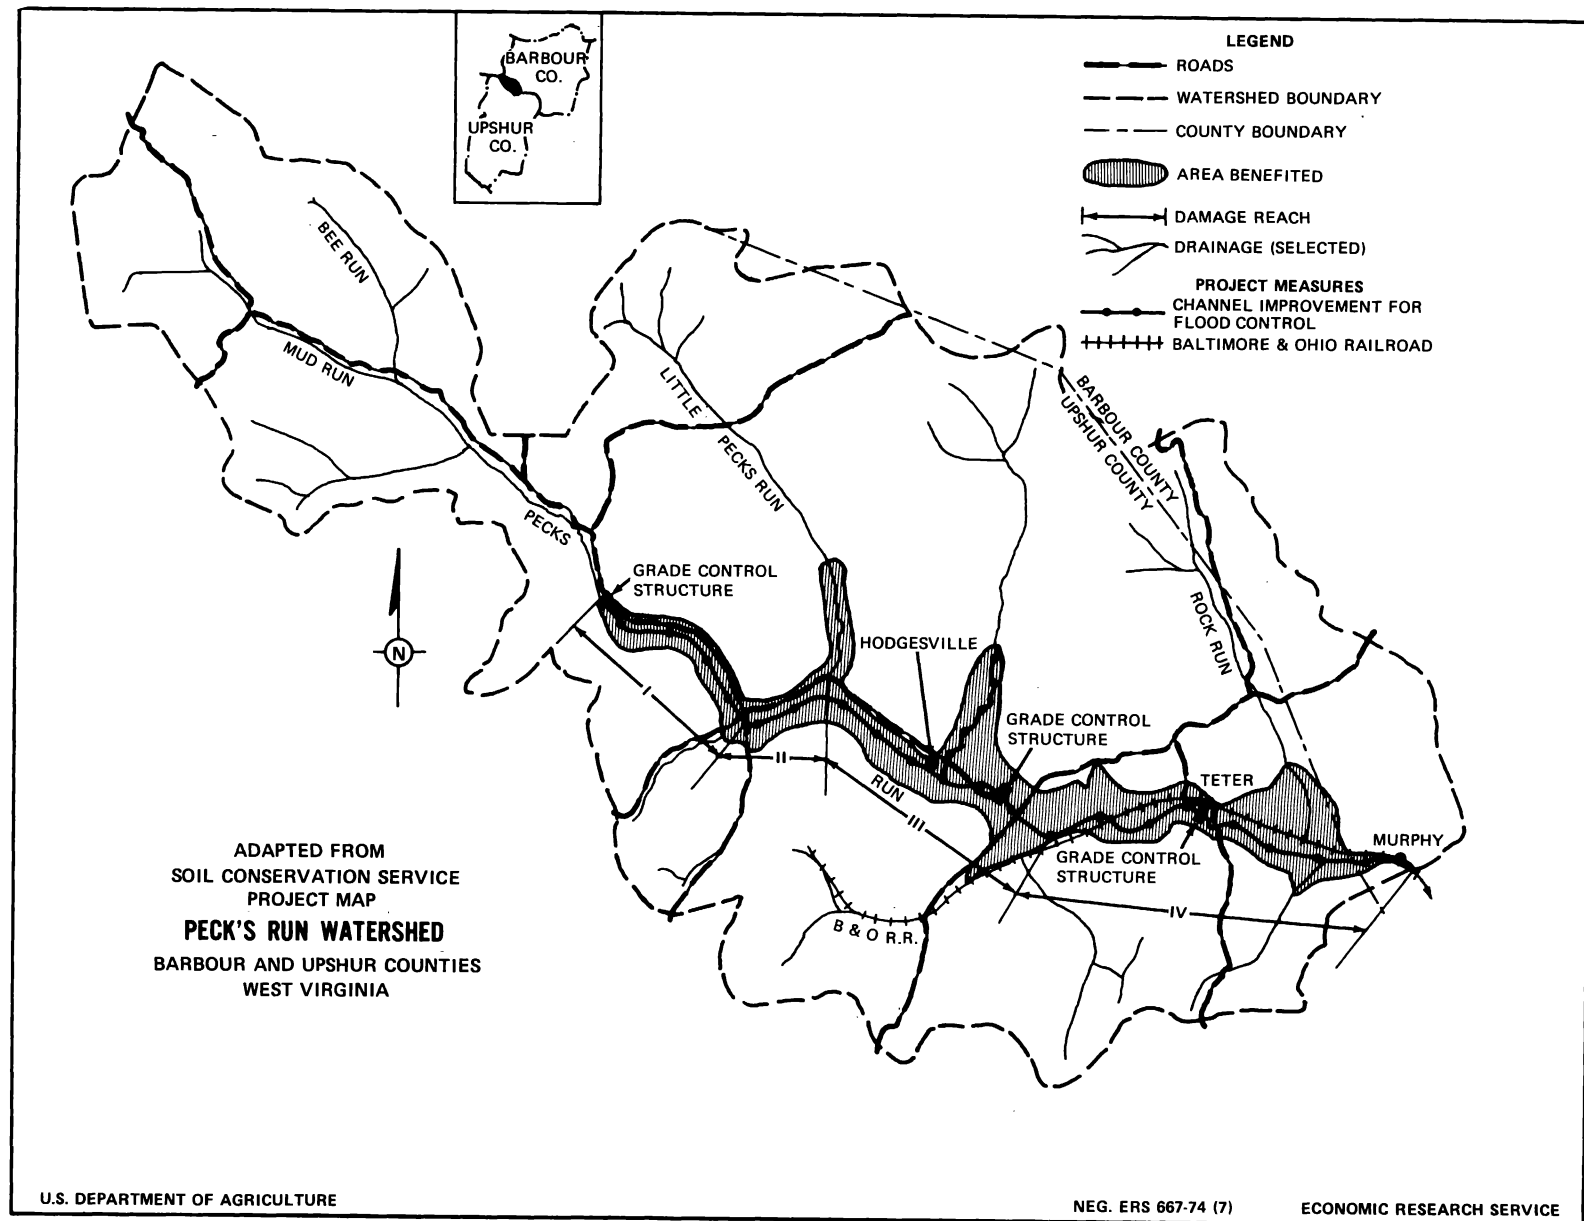 BARBOUR
CO.
UPSHUR
CO.
LEGEND
ROADS
WATERSHED BOUNDARY
COUNTY BOUNDARY
AREA BENEFITED
DAMAGE REACH
DRAINAGE (SELECTED)
PROJECT MEASURES
CHANNEL IMPROVEMENT FOR
FLOOD CONTROL
BALTIMORE & OHIO RAILROAD
BEE RUN
MUD RUN
LITTLE
PECKS RUN
BARBOUR COUNTY
UPSHUR COUNTY
PECKS
GRADE CONTROL
STRUCTURE
N
HODGESVILLE
ROCK RUN
I
GRADE CONTROL
STRUCTURE
II
RUN
III
TETER
MURPHY
GRADE CONTROL
STRUCTURE
IV
B & O R.R.
ADAPTED FROM
SOIL CONSERVATION SERVICE
PROJECT MAP
PECK'S RUN WATERSHED
BARBOUR AND UPSHUR COUNTIES
WEST VIRGINIA
U.S. DEPARTMENT OF AGRICULTURE
NEG. ERS 667-74 (7)
ECONOMIC RESEARCH SERVICE